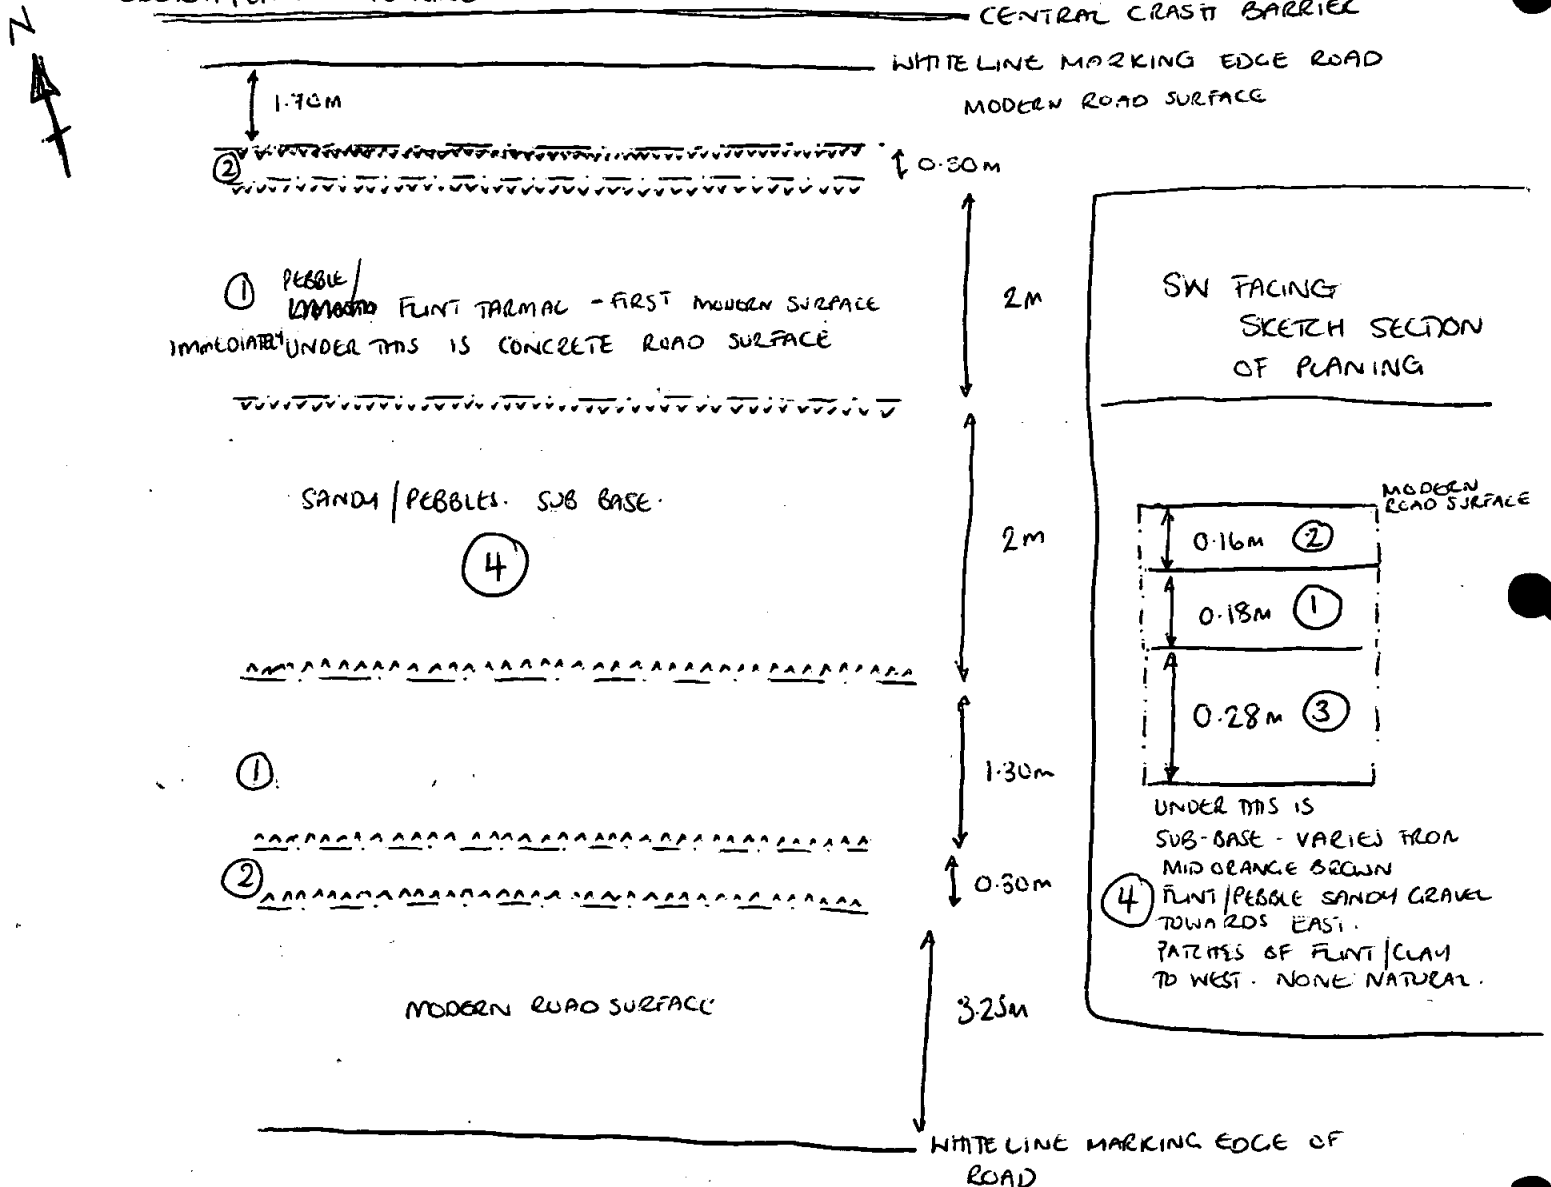 N
CENTRAL CRASH BARRIER
WHITE LINE MARKING EDGE ROAD
1.70M
MODERN ROAD SURFACE
2
0.30M
1 PEBBLE/
FLINT TARMAC - FIRST MODERN SURFACE
IMMEDIATELY UNDER THIS IS CONCRETE ROAD SURFACE
2M
SANDY/PEBBLES. SUB BASE.
4
2M
1
1.30M
2
0.30M
MODERN ROAD SURFACE
3.25M
WHITE LINE MARKING EDGE OF
ROAD
SW FACING
SKETCH SECTION
OF PLANING
MODERN
ROAD SURFACE
0.16M 2
0.18M 1
0.28M 3
UNDER THIS IS
SUB-BASE - VARIES FROM
MID ORANGE BROWN
4 FLINT/PEBBLE SANDY GRAVEL
TOWARDS EAST.
PATCHES OF FLINT/CLAY
TO WEST. NONE NATURAL.